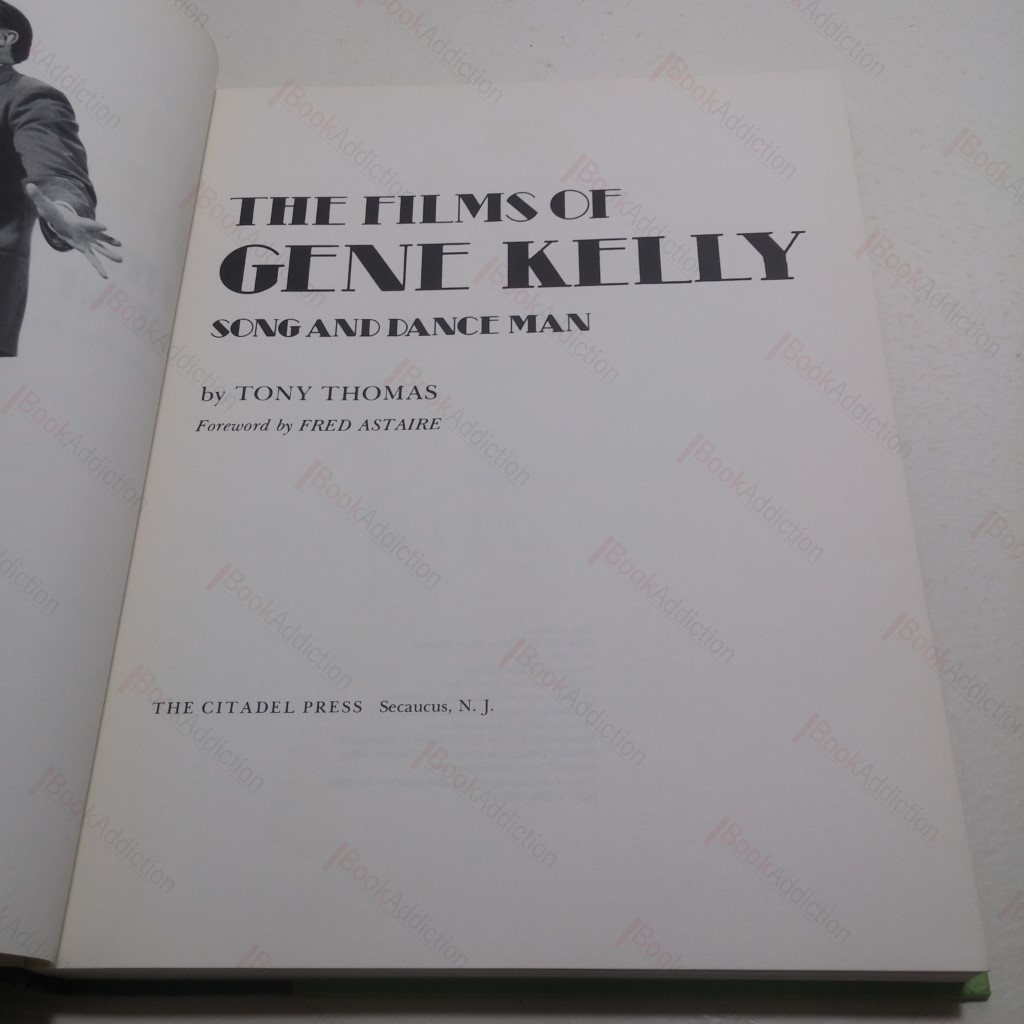 THE FILMS OF
GENE KELLY
SONG AND DANCE MAN
by TONY THOMAS
Foreword by FRED ASTAIRE
THE CITADEL PRESS Secaucus, N. J.
BookAddiction